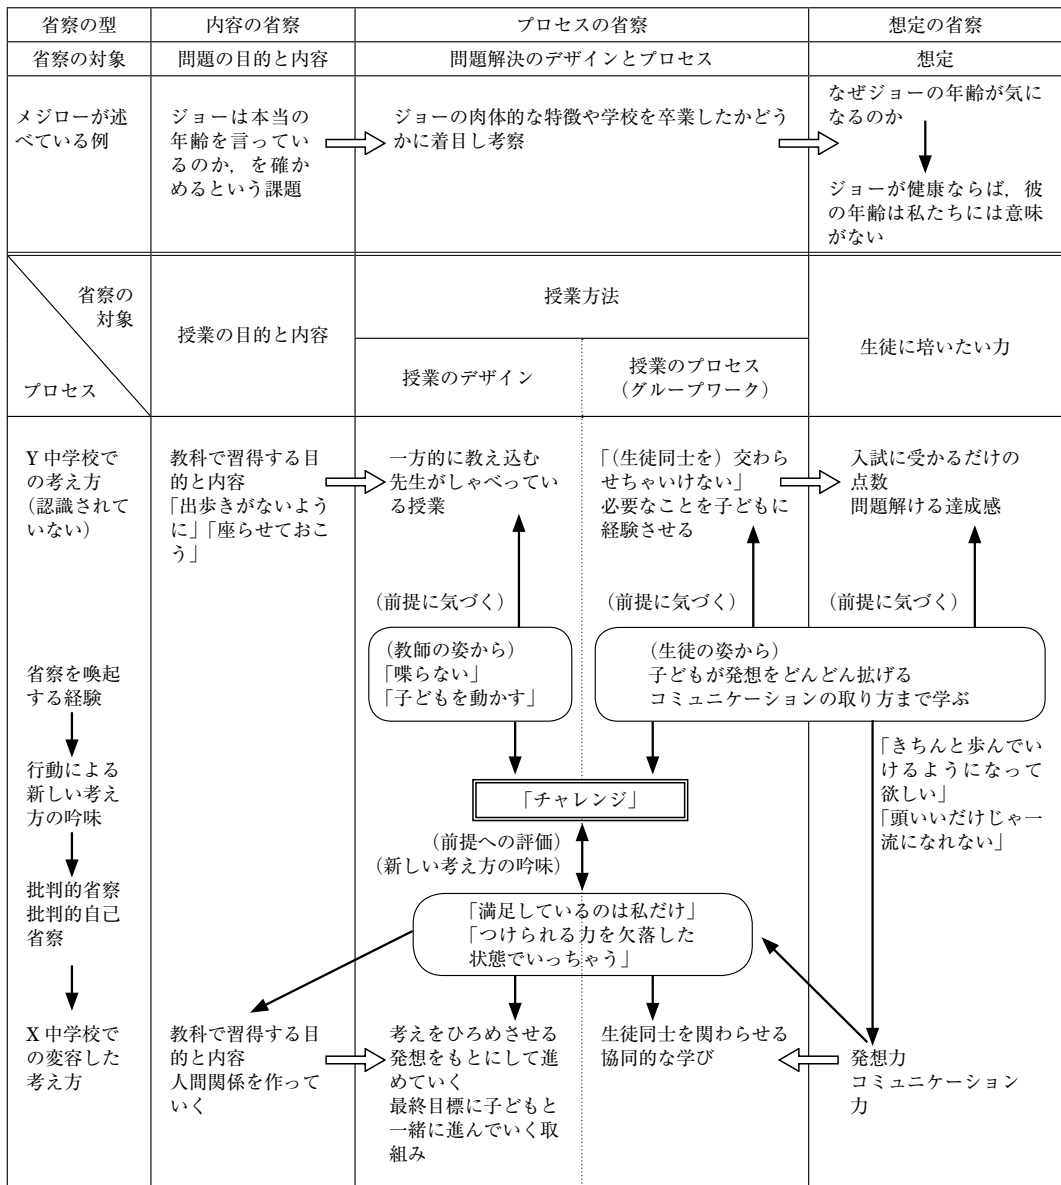 省察の型
内容の省察
プロセスの省察
想定の省察
省察の対象
問題の目的と内容
問題解決のデザインとプロセス
想定
メジローが述
べている例
ジョーは本当の
年齢を言ってい
るのか，を確か
めるという課題
ジョーの肉体的な特徴や学校を卒業したかどう
かに着目し考察
なぜジョーの年齢が気に
なるのか
ジョーが健康ならば，彼
の年齢は私たちには意味
がない
省察の
対象
プロセス
授業の目的と内容
授業方法
授業のデザイン
授業のプロセス
（グループワーク）
生徒に培いたい力
Y 中学校で
の考え方
（認識されて
いない）
教科で習得する目
的と内容
「出歩きがないよう
に」「座らせておこ
う」
一方的に教え込む
先生がしゃべってい
る授業
「（生徒同士を）交わ
らせちゃいけない」
必要なことを子どもに
経験させる
入試に受かるだけの
点数
問題解ける達成感
（前提に気づく）
（前提に気づく）
（前提に気づく）
省察を喚起
する経験
（教師の姿から）
「喋らない」
「子どもを動かす」
（生徒の姿から）
子どもが発想をどんどん拡げる
コミュニケーションの取り方まで学ぶ
行動による
新しい考え
方の吟味
「チャレンジ」
「きちんと歩んでい
けるようになって
欲しい」
「頭いいだけじゃ一
流になれない」
（前提への評価）
（新しい考え方の吟味）
批判的省察
批判的自己
省察
「満足しているのは私だけ」
「つけられる力を欠落した
状態でいっちゃう」
X 中学校で
の変容した
考え方
教科で習得する目
的と内容
人間関係を作って
いく
考えをひろめさせる
発想をもとにして進
めていく
最終目標に子どもと
一緒に進んでいく取
組み
生徒同士を関わらせる
協同的な学び
発想力
コミュニケーション
力